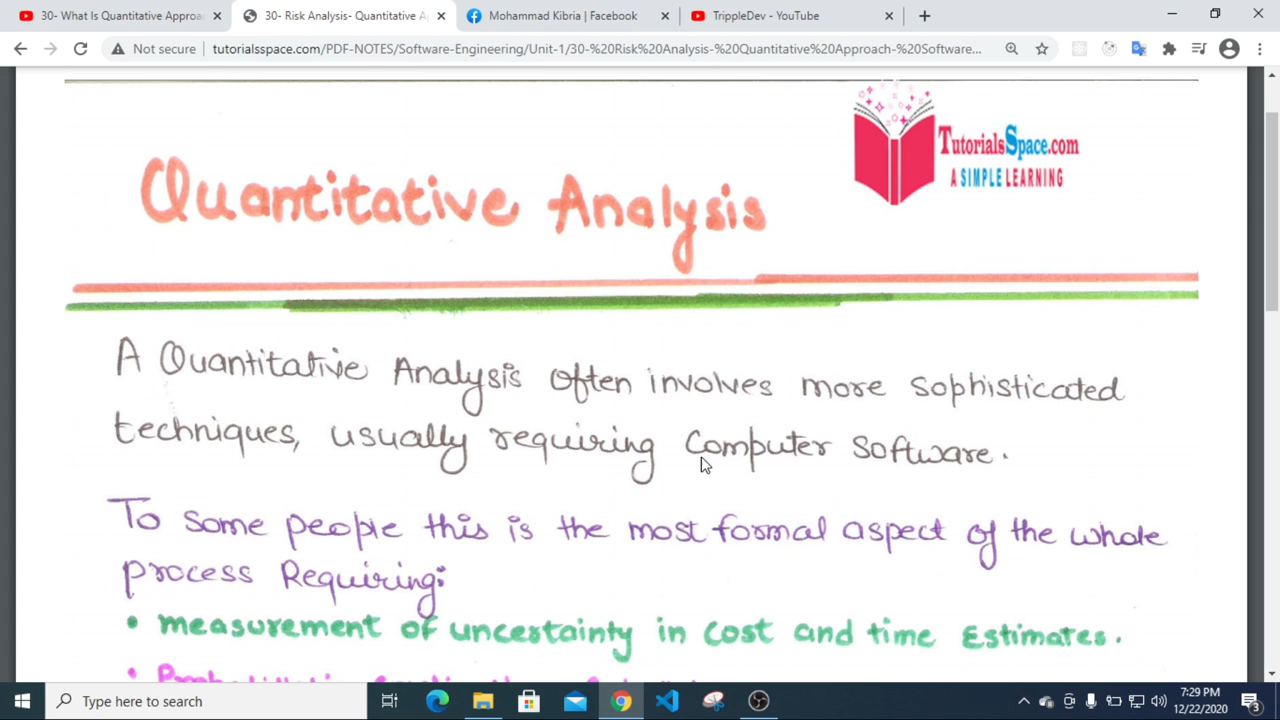 30- What Is Quantitative Approa
30- Risk Analysis- Quantitative A
Mohammad Kibria | Facebook
TrippleDev - YouTube
Not secure
tutorialsspace.com/PDF-NOTES/Software-Engineering/Unit-1/30-%20Risk%20Analysis-%20Quantitative%20Approach-%20Software...
TutorialsSpace.com
A SIMPLE LEARNING
Quantitative Analysis
A Quantitative Analysis often involves more sophisticated
techniques, usually requiring Computer Software.
To some people this is the most formal aspect of the whole
process Requiring:
• measurement of uncestainty in cost and time Estimates.
Type here to search
7:29 PM
12/22/2020
3